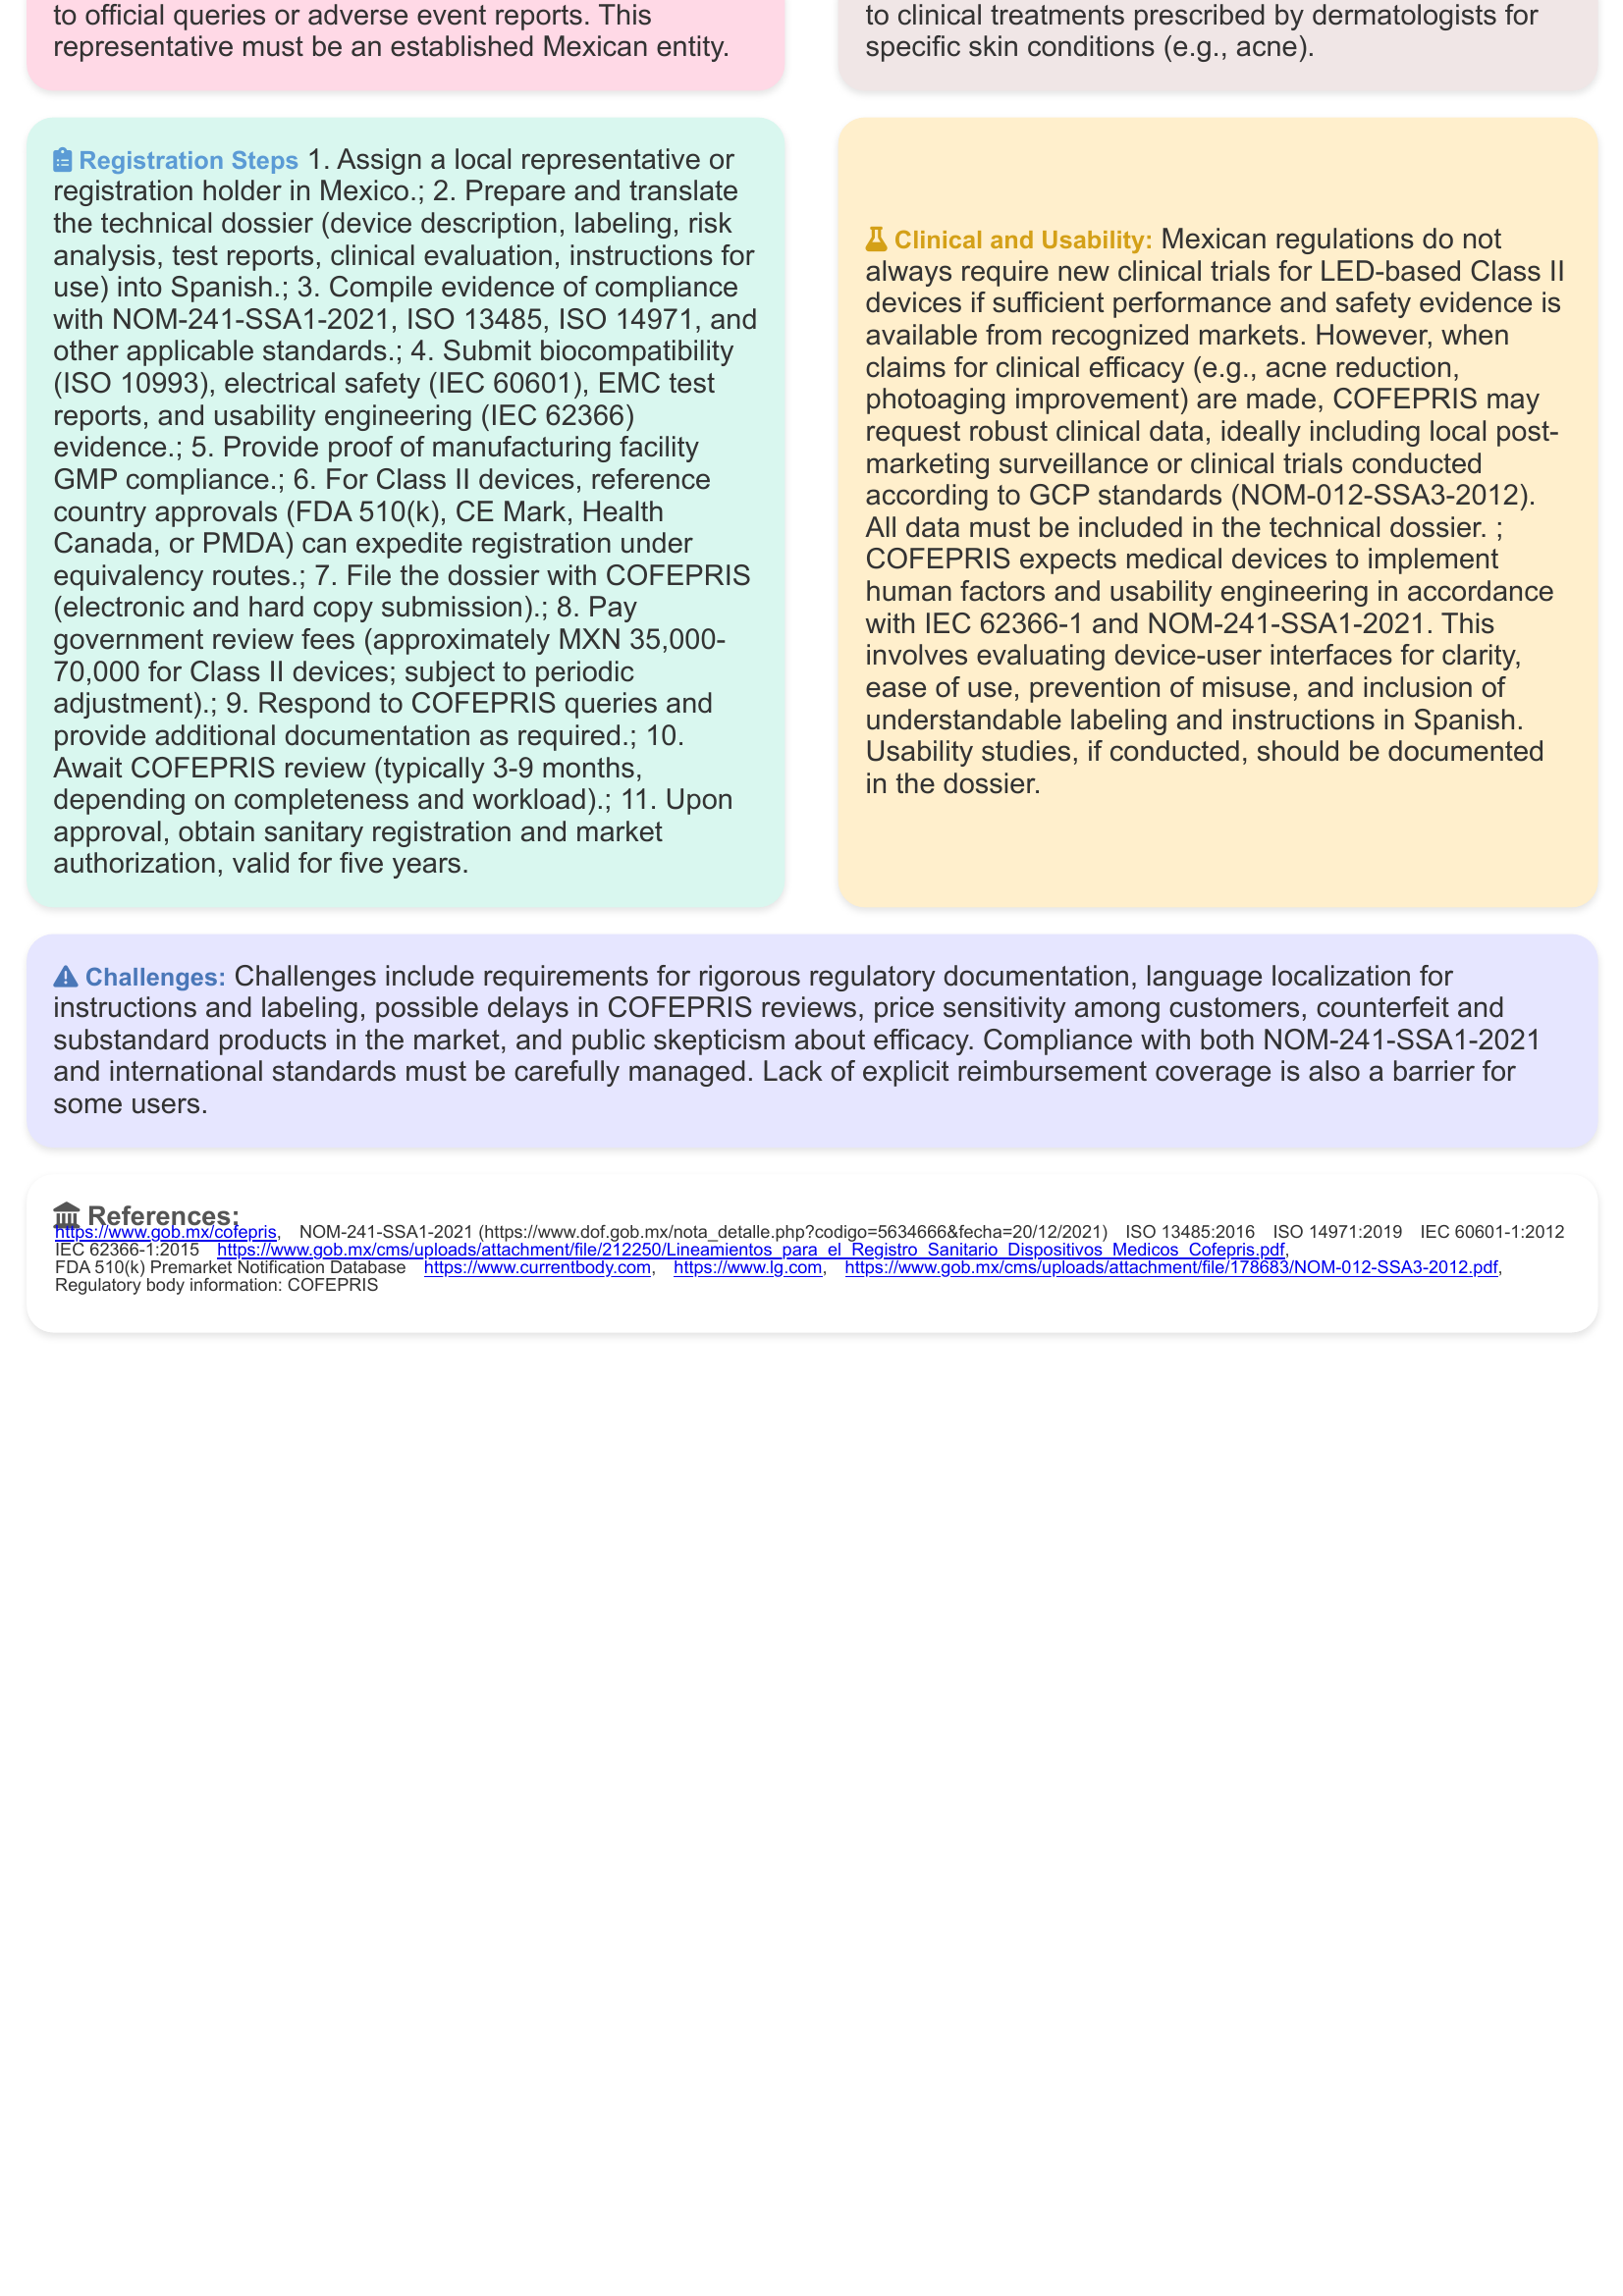 to official queries or adverse event reports. This
representative must be an established Mexican entity.
to clinical treatments prescribed by dermatologists for
specific skin conditions (e.g., acne).
Registration Steps 1. Assign a local representative or
registration holder in Mexico.; 2. Prepare and translate
the technical dossier (device description, labeling, risk
analysis, test reports, clinical evaluation, instructions for
use) into Spanish.; 3. Compile evidence of compliance
with NOM-241-SSA1-2021, ISO 13485, ISO 14971, and
other applicable standards.; 4. Submit biocompatibility
(ISO 10993), electrical safety (IEC 60601), EMC test
reports, and usability engineering (IEC 62366)
evidence.; 5. Provide proof of manufacturing facility
GMP compliance.; 6. For Class II devices, reference
country approvals (FDA 510(k), CE Mark, Health
Canada, or PMDA) can expedite registration under
equivalency routes.; 7. File the dossier with COFEPRIS
(electronic and hard copy submission).; 8. Pay
government review fees (approximately MXN 35,000-
70,000 for Class II devices; subject to periodic
adjustment).; 9. Respond to COFEPRIS queries and
provide additional documentation as required.; 10.
Await COFEPRIS review (typically 3-9 months,
depending on completeness and workload).; 11. Upon
approval, obtain sanitary registration and market
authorization, valid for five years.
Clinical and Usability: Mexican regulations do not
always require new clinical trials for LED-based Class II
devices if sufficient performance and safety evidence is
available from recognized markets. However, when
claims for clinical efficacy (e.g., acne reduction,
photoaging improvement) are made, COFEPRIS may
request robust clinical data, ideally including local post-
marketing surveillance or clinical trials conducted
according to GCP standards (NOM-012-SSA3-2012).
All data must be included in the technical dossier. ;
COFEPRIS expects medical devices to implement
human factors and usability engineering in accordance
with IEC 62366-1 and NOM-241-SSA1-2021. This
involves evaluating device-user interfaces for clarity,
ease of use, prevention of misuse, and inclusion of
understandable labeling and instructions in Spanish.
Usability studies, if conducted, should be documented
in the dossier.
Challenges: Challenges include requirements for rigorous regulatory documentation, language localization for
instructions and labeling, possible delays in COFEPRIS reviews, price sensitivity among customers, counterfeit and
substandard products in the market, and public skepticism about efficacy. Compliance with both NOM-241-SSA1-2021
and international standards must be carefully managed. Lack of explicit reimbursement coverage is also a barrier for
some users.
References:
https://www.gob.mx/cofepris, NOM-241-SSA1-2021 (https://www.dof.gob.mx/nota_detalle.php?codigo=5634666&fecha=20/12/2021) ISO 13485:2016 ISO 14971:2019 IEC 60601-1:2012
IEC 62366-1:2015 https://www.gob.mx/cms/uploads/attachment/file/212250/Lineamientos_para_el_Registro_Sanitario_Dispositivos_Medicos_Cofepris.pdf,
FDA 510(k) Premarket Notification Database https://www.currentbody.com, https://www.lg.com, https://www.gob.mx/cms/uploads/attachment/file/178683/NOM-012-SSA3-2012.pdf,
Regulatory body information: COFEPRIS